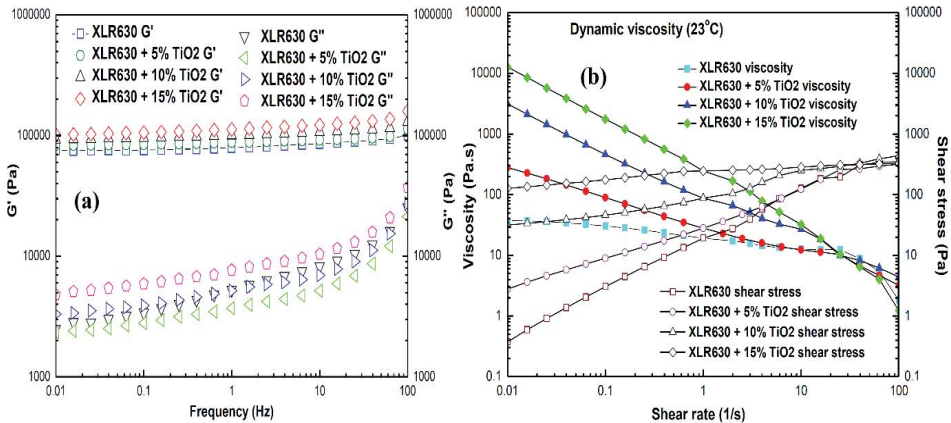 XLR630 G'
XLR630 + 5% TiO2 G'
XLR630 + 10% TiO2 G'
XLR630 + 15% TiO2 G'
XLR630 G''
XLR630 + 5% TiO2 G''
XLR630 + 10% TiO2 G''
XLR630 + 15% TiO2 G''
1000000
100000
10000
1000
G' (Pa)
(a)
1000000
100000
10000
1000
G'' (Pa)
0.01 0.1 1 10 100
Frequency (Hz)
(b)
Dynamic viscosity (23°C)
XLR630 viscosity
XLR630 + 5% TiO2 viscosity
XLR630 + 10% TiO2 viscosity
XLR630 + 15% TiO2 viscosity
100000
10000
1000
100
10
1
0.1
Viscosity (Pa.s)
XLR630 shear stress
XLR630 + 5% TiO2 shear stress
XLR630 + 10% TiO2 shear stress
XLR630 + 15% TiO2 shear stress
100000
10000
1000
100
10
1
0.1
Shear stress (Pa)
0.01 0.1 1 10 100
Shear rate (1/s)